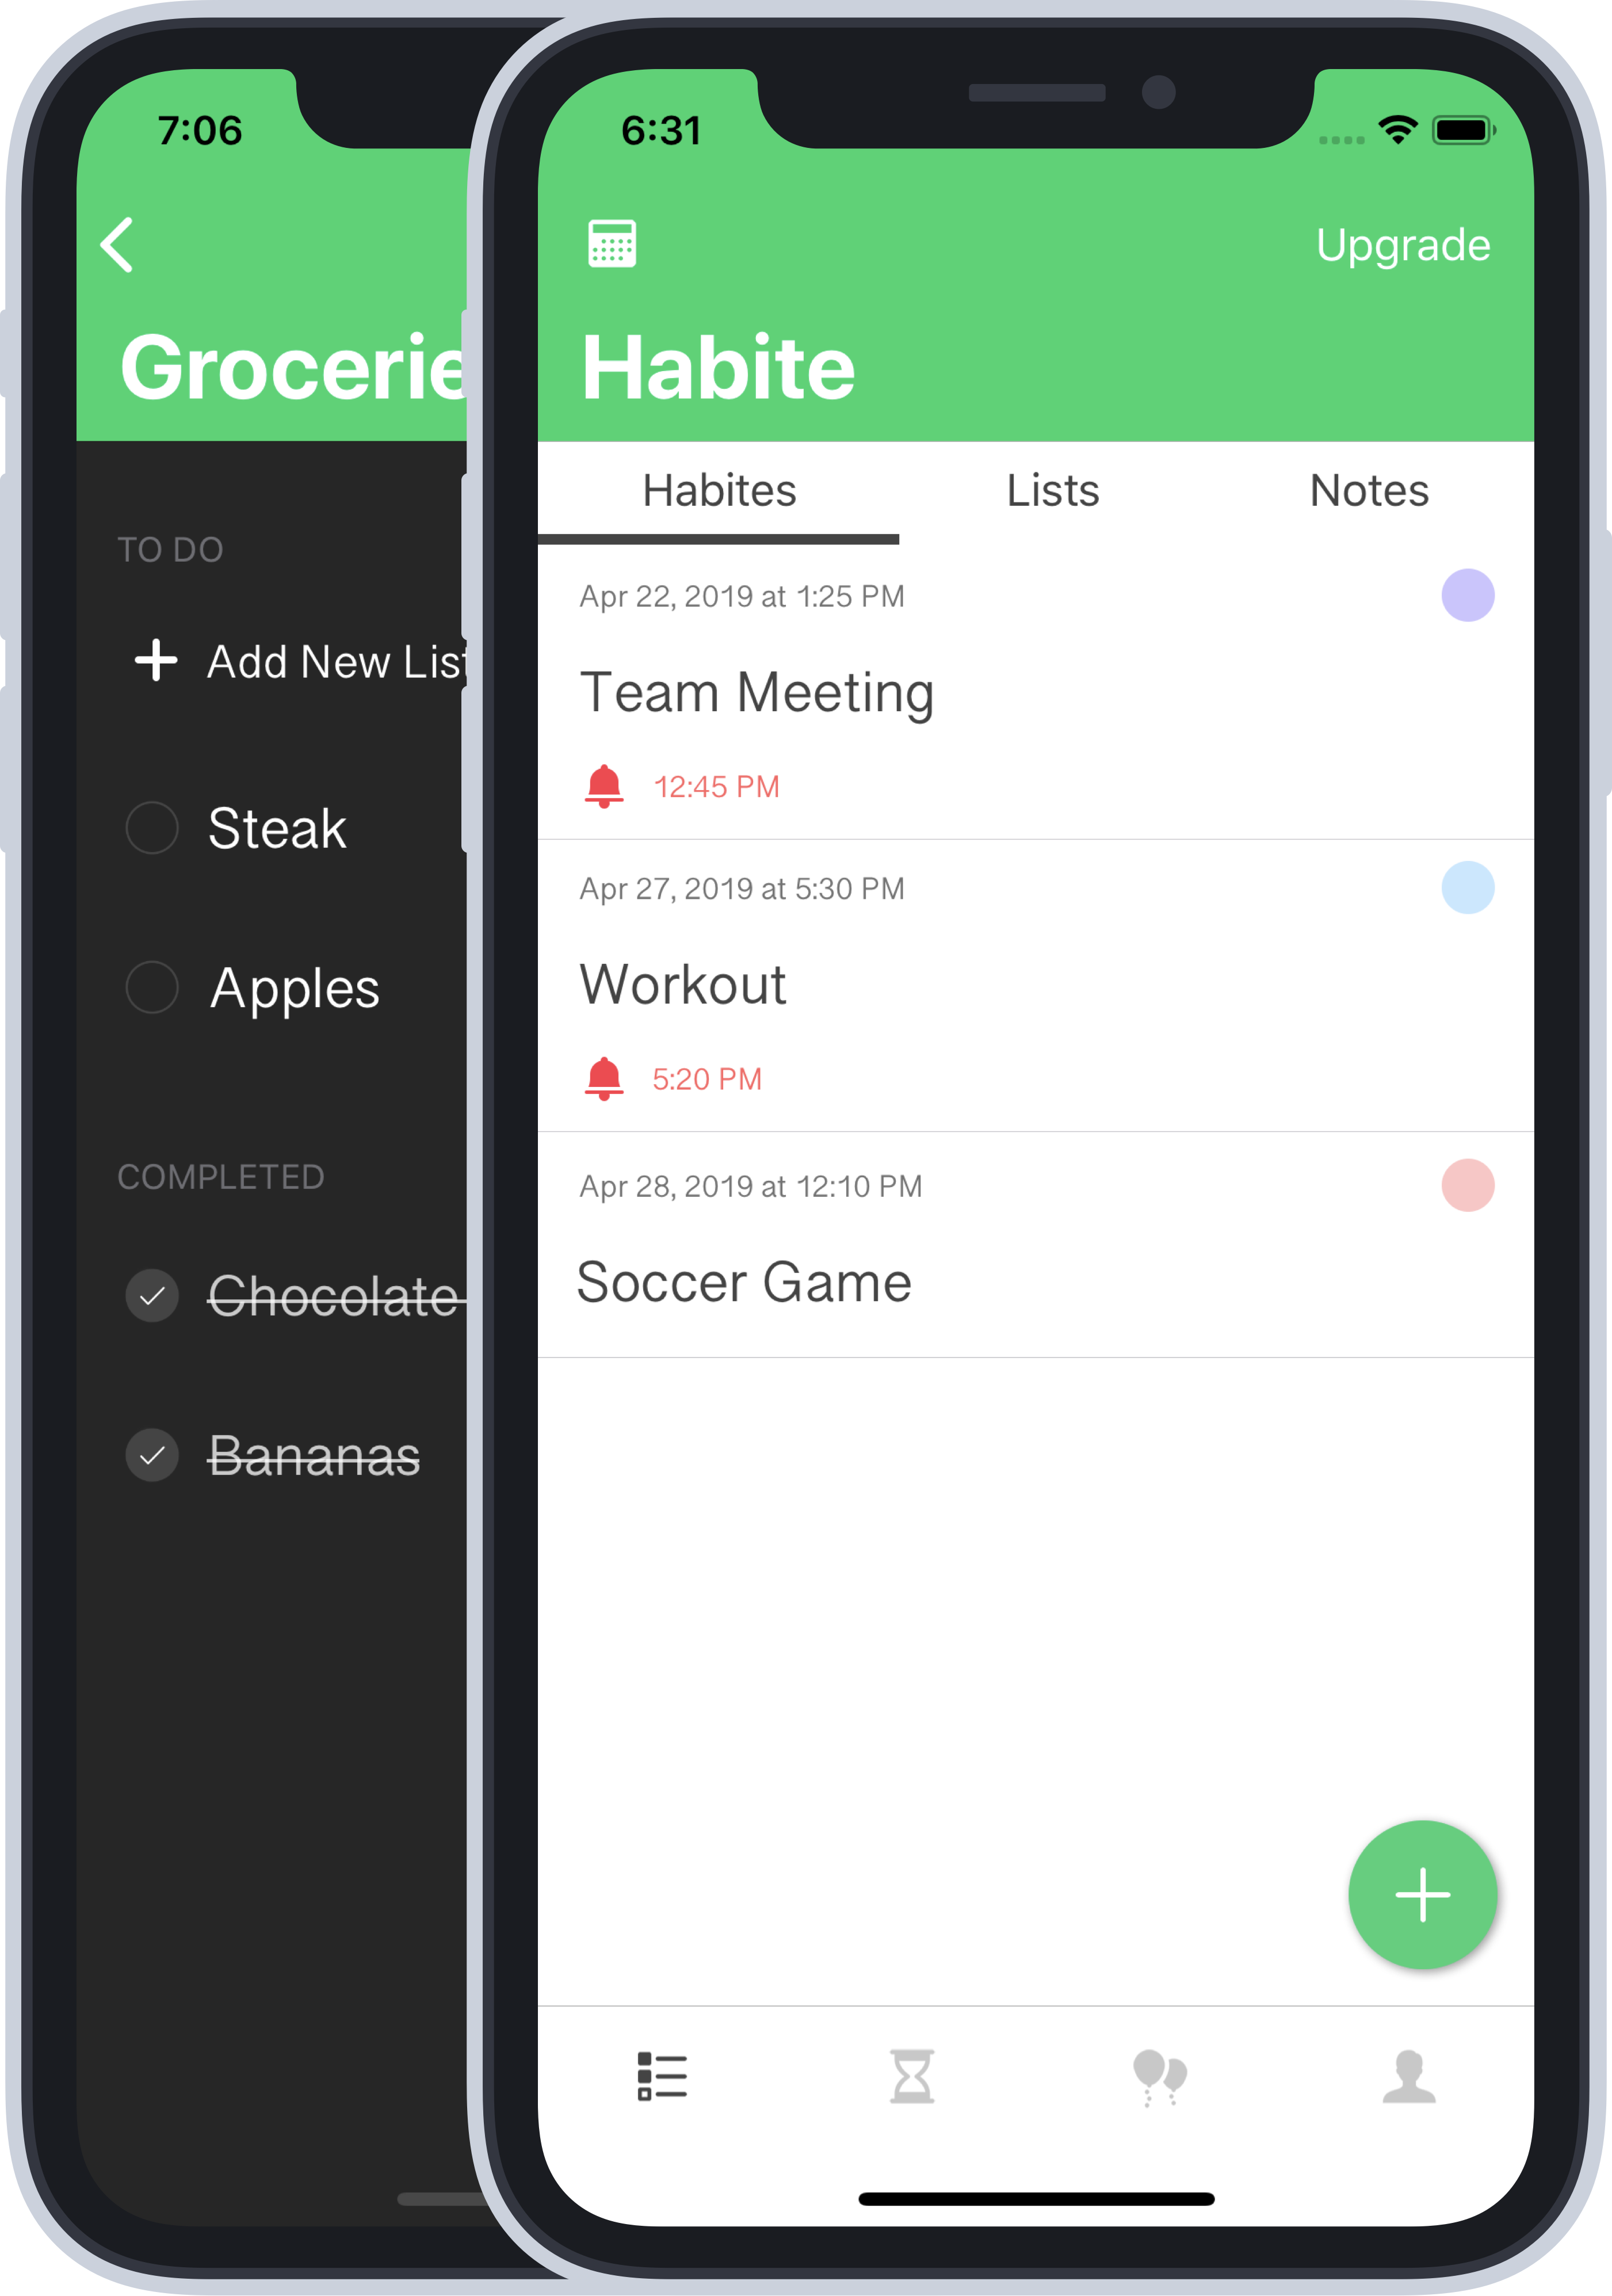 7:06
Grocerie
TO DO
Add New List
Steak
Apples
COMPLETED
Chocolate
Bananas
6:31
Upgrade
Habite
Habites Lists Notes
Apr 22, 2019 at 1:25 PM
Team Meeting
12:45 PM
Apr 27, 2019 at 5:30 PM
Workout
5:20 PM
Apr 28, 2019 at 12:10 PM
Soccer Game